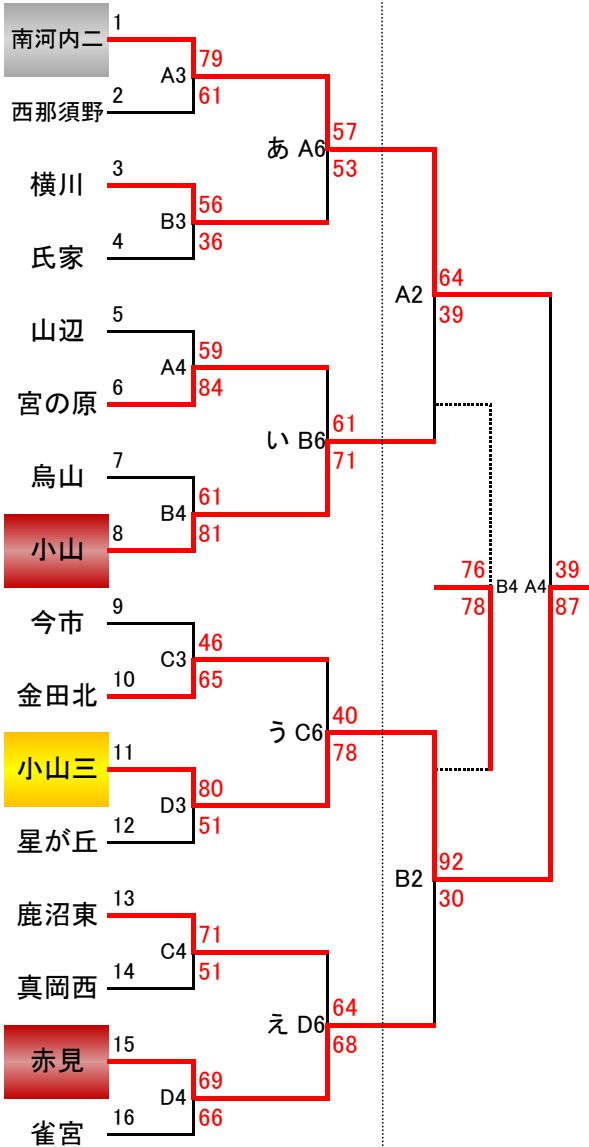 南河内二 1
A3 79
61
西那須野 2
あ A6 57
53
横川 3
B3 56
36
氏家 4
A2 64
39
山辺 5
A4 59
84
宮の原 6
い B6 61
71
烏山 7
B4 61
81
小山 8
76 B4 A4 39
78 87
今市 9
C3 46
65
金田北 10
う C6 40
78
小山三 11
D3 80
51
星が丘 12
B2 92
30
鹿沼東 13
C4 71
51
真岡西 14
え D6 64
68
赤見 15
D4 69
66
雀宮 16